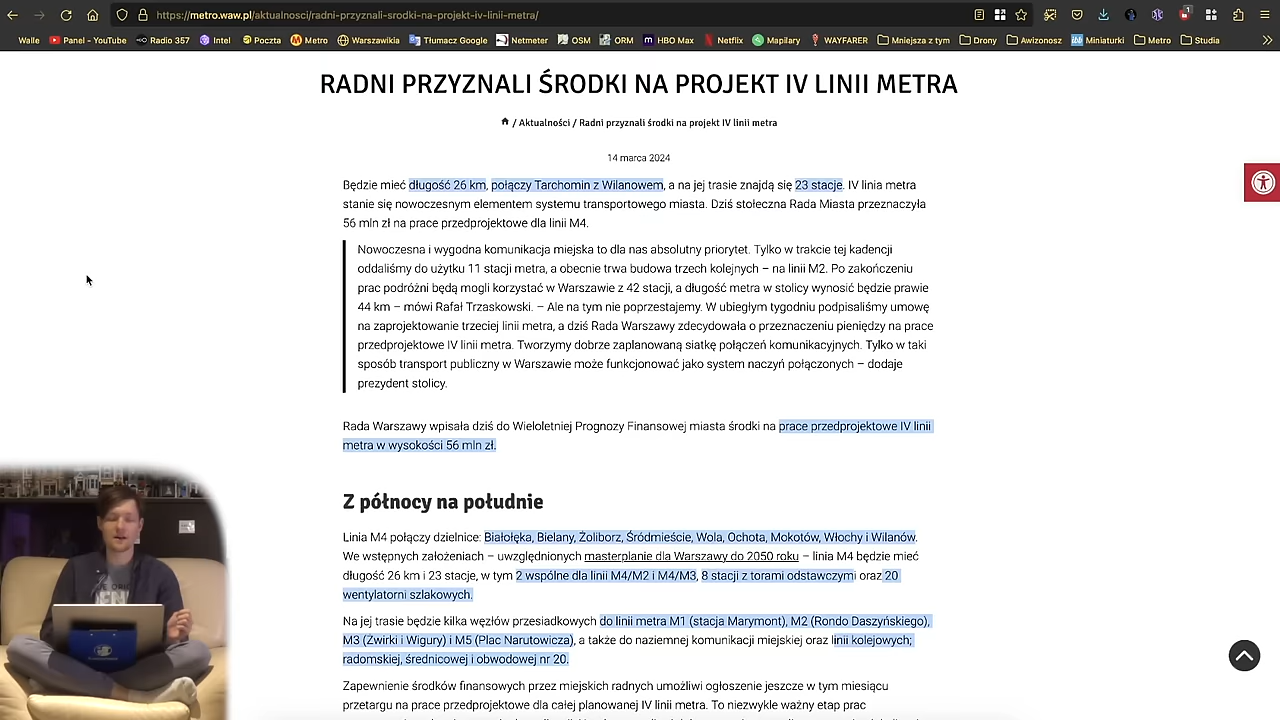 https://metro.waw.pl/aktualnosci/radni-przyznali-srodki-na-projekt-iv-linii-metra/
Walle Panel - YouTube Radio 357 Intel Poczta Metro Warszawikia Tłumacz Google Netmeter OSM ORM HBO Max Netflix Mapilary WAYFARER Mniejsza z tym Drony Awizonosz Miniaturki Metro Studia
RADNI PRZYZNALI ŚRODKI NA PROJEKT IV LINII METRA
/ Aktualności / Radni przyznali środki na projekt IV linii metra
14 marca 2024
Będzie mieć długość 26 km, połączy Tarchomin z Wilanowem, a na jej trasie znajdą się 23 stacje. IV linia metra
stanie się nowoczesnym elementem systemu transportowego miasta. Dziś stołeczna Rada Miasta przeznaczyła
56 mln zł na prace przedprojektowe dla linii M4.
Nowoczesna i wygodna komunikacja miejska to dla nas absolutny priorytet. Tylko w trakcie tej kadencji
oddaliśmy do użytku 11 stacji metra, a obecnie trwa budowa trzech kolejnych – na linii M2. Po zakończeniu
prac podróżni będą mogli korzystać w Warszawie z 42 stacji, a długość metra w stolicy wynosić będzie prawie
44 km – mówi Rafał Trzaskowski. – Ale na tym nie poprzestajemy. W ubiegłym tygodniu podpisaliśmy umowę
na zaprojektowanie trzeciej linii metra, a dziś Rada Warszawy zdecydowała o przeznaczeniu pieniędzy na prace
przedprojektowe IV linii metra. Tworzymy dobrze zaplanowaną siatkę połączeń komunikacyjnych. Tylko w taki
sposób transport publiczny w Warszawie może funkcjonować jako system naczyń połączonych – dodaje
prezydent stolicy.
Rada Warszawy wpisała dziś do Wieloletniej Prognozy Finansowej miasta środki na prace przedprojektowe IV linii
metra w wysokości 56 mln zł.
Z północy na południe
Linia M4 połączy dzielnice: Białołęka, Bielany, Żoliborz, Śródmieście, Wola, Ochota, Mokotów, Włochy i Wilanów.
We wstępnych założeniach – uwzględnionych masterplanie dla Warszawy do 2050 roku – linia M4 będzie mieć
długość 26 km i 23 stacje, w tym 2 wspólne dla linii M4/M2 i M4/M3, 8 stacji z torami odstawczymi oraz 20
wentylatorni szlakowych.
Na jej trasie będzie kilka węzłów przesiadkowych do linii metra M1 (stacja Marymont), M2 (Rondo Daszyńskiego),
M3 (Żwirki i Wigury) i M5 (Plac Narutowicza), a także do naziemnej komunikacji miejskiej oraz linii kolejowych;
radomskiej, średnicowej i obwodowej nr 20.
Zapewnienie środków finansowych przez miejskich radnych umożliwi ogłoszenie jeszcze w tym miesiącu
przetargu na prace przedprojektowe dla całej planowanej IV linii metra. To niezwykle ważny etap prac